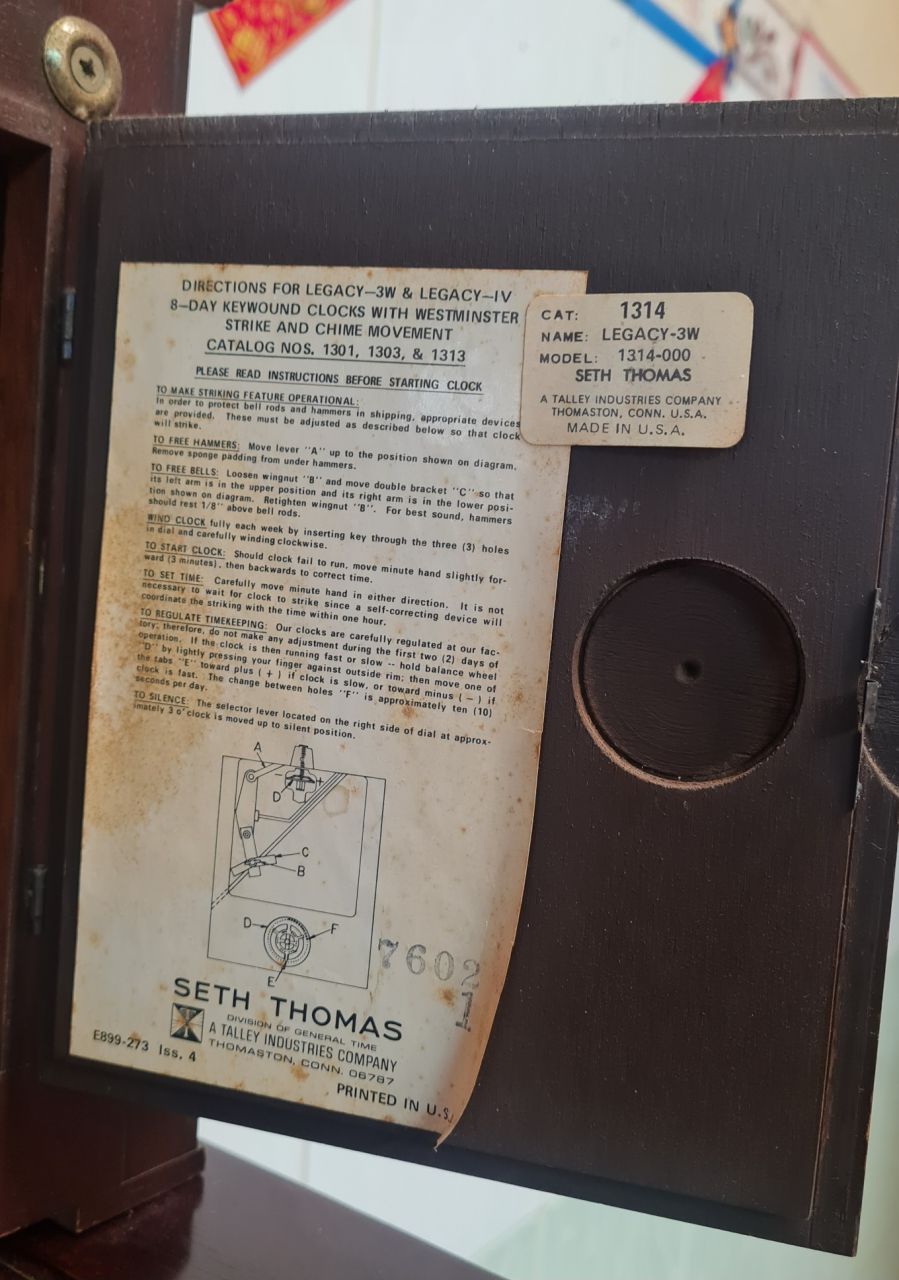 DIRECTIONS FOR LEGACY—3W & LEGACY—IV
8—DAY KEYWOUND CLOCKS WITH WESTMINSTER
STRIKE AND CHIME MOVEMENT
CATALOG NOS. 1301, 1303, & 1313
PLEASE READ INSTRUCTIONS BEFORE STARTING CLOCK
TO MAKE STRIKING FEATURE OPERATIONAL:
In order to protect bell rods and hammers in shipping, appropriate devices
are provided. These must be adjusted as described below so that clock
will strike.
TO FREE HAMMERS: Move lever "A" up to the position shown on diagram.
Remove sponge padding from under hammers.
TO FREE BELLS: Loosen wingnut "B" and move double bracket "C" so that
its left arm is in the upper position and its right arm is in the lower posi-
tion shown on diagram. Retighten wingnut "B". For best sound, hammers
should rest 1/8" above bell rods.
WIND CLOCK fully each week by inserting key through the three (3) holes
in dial and carefully winding clockwise.
TO START CLOCK: Should clock fail to run, move minute hand slightly for-
ward (3 minutes), then backwards to correct time.
TO SET TIME: Carefully move minute hand in either direction. It is not
necessary to wait for clock to strike since a self-correcting device will
coordinate the striking with the time within one hour.
TO REGULATE TIMEKEEPING: Our clocks are carefully regulated at our fac-
tory; therefore, do not make any adjustment during the first two (2) days of
operation. If the clock is then running fast or slow -- hold balance wheel
"D" by lightly pressing your finger against outside rim; then move one of
the tabs "E" toward plus (+) if clock is slow, or toward minus (—) if
clock is fast. The change between holes "F" is approximately ten (10)
seconds per day.
TO SILENCE: The selector lever located on the right side of dial at approx-
imately 3 o'clock is moved up to silent position.
A
D
+
C
B
D
F
E
7602
1
SETH THOMAS
DIVISION OF GENERAL TIME
A TALLEY INDUSTRIES COMPANY
THOMASTON, CONN. 06787
E899-273 Iss. 4
PRINTED IN U.S.
CAT: 1314
NAME: LEGACY-3W
MODEL: 1314-000
SETH THOMAS
A TALLEY INDUSTRIES COMPANY
THOMASTON, CONN. U.S.A.
MADE IN U.S.A.